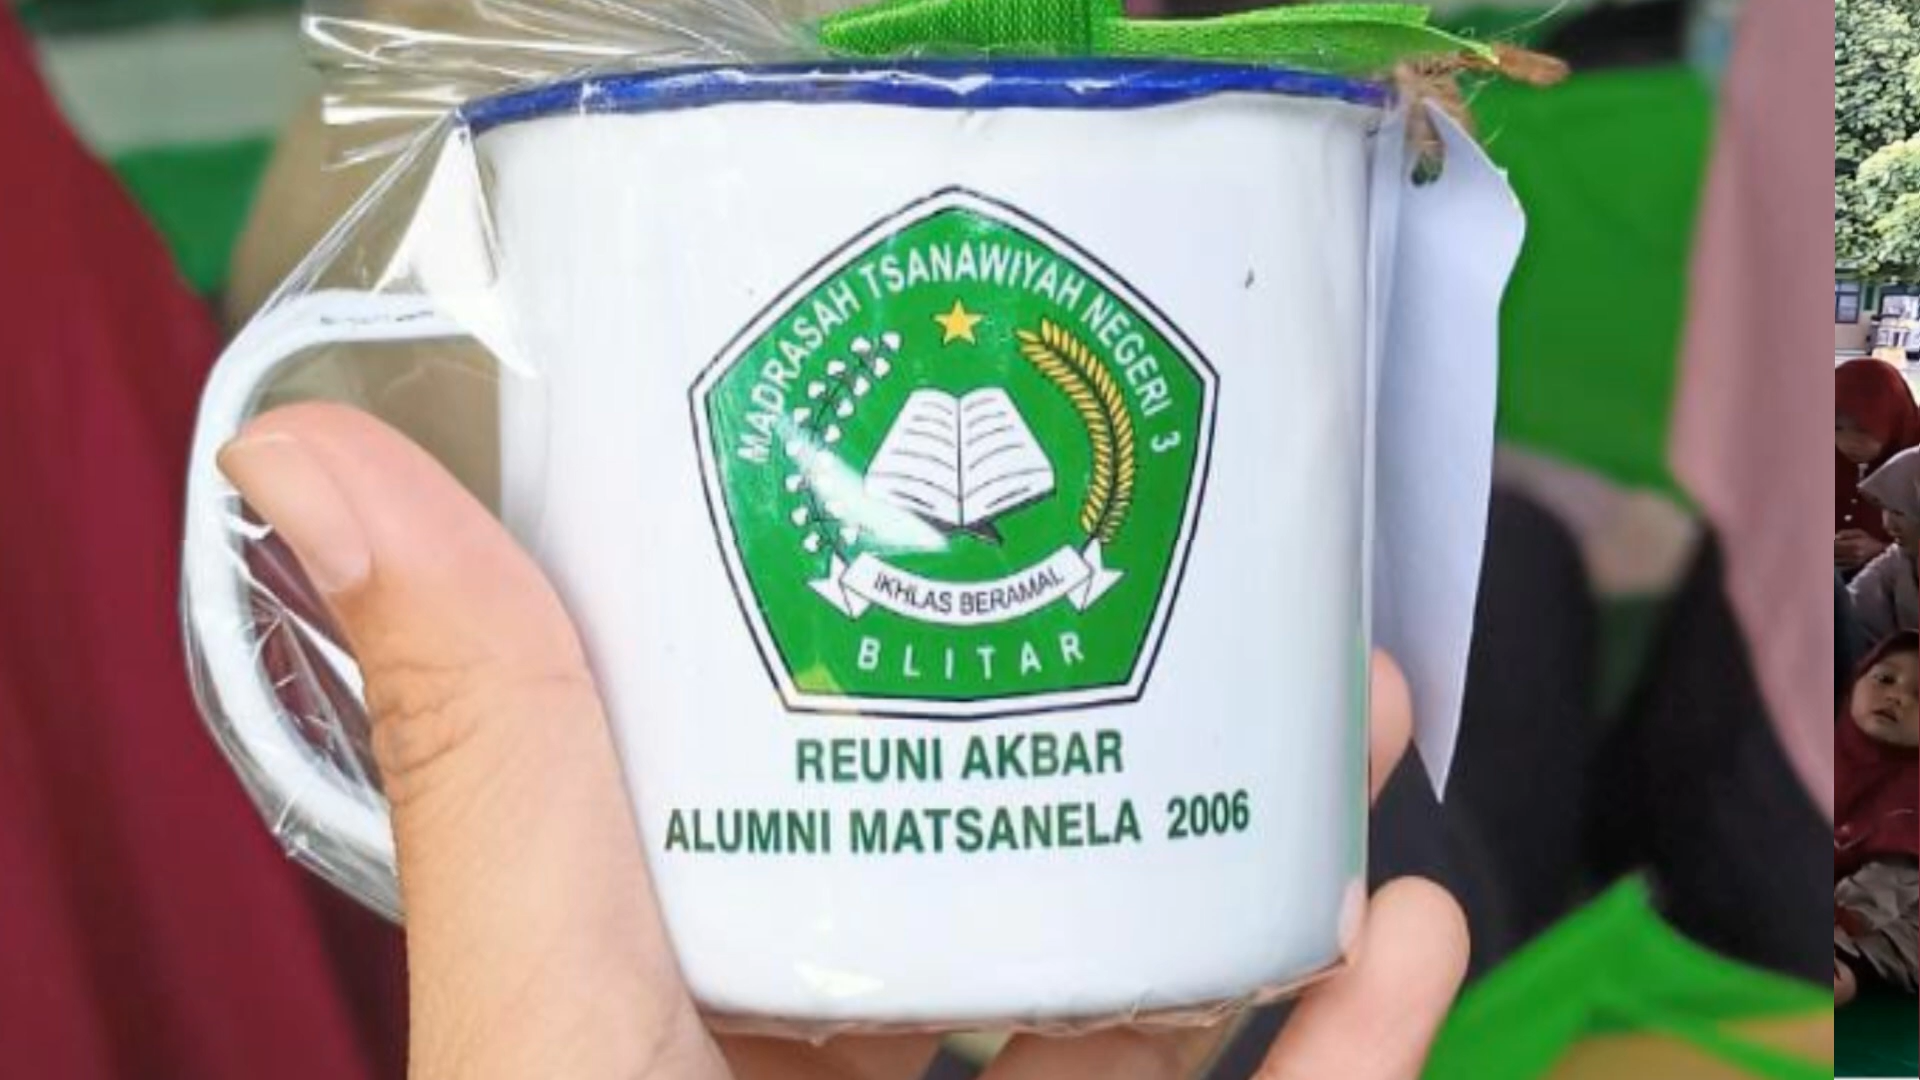 MADRASAH TSANAWIYAH NEGERI 3
IKHLAS BERAMAL
BLITAR
REUNI AKBAR
ALUMNI MATSANELA 2006